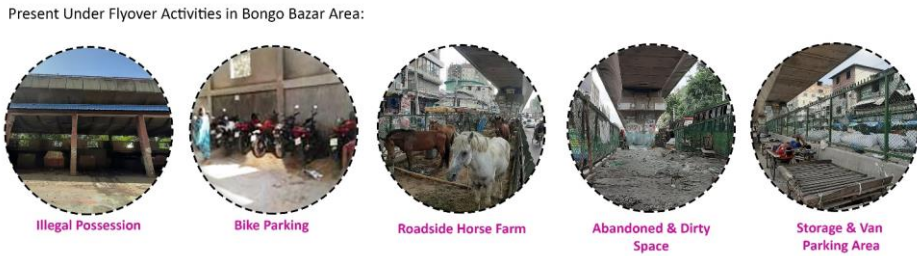 Present Under Flyover Activities in Bongo Bazar Area:
Illegal Possession
Bike Parking
Roadside Horse Farm
Abandoned & Dirty
Space
Storage & Van
Parking Area